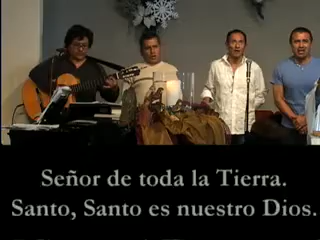 Señor de toda la Tierra.
Santo, Santo es nuestro Dios.